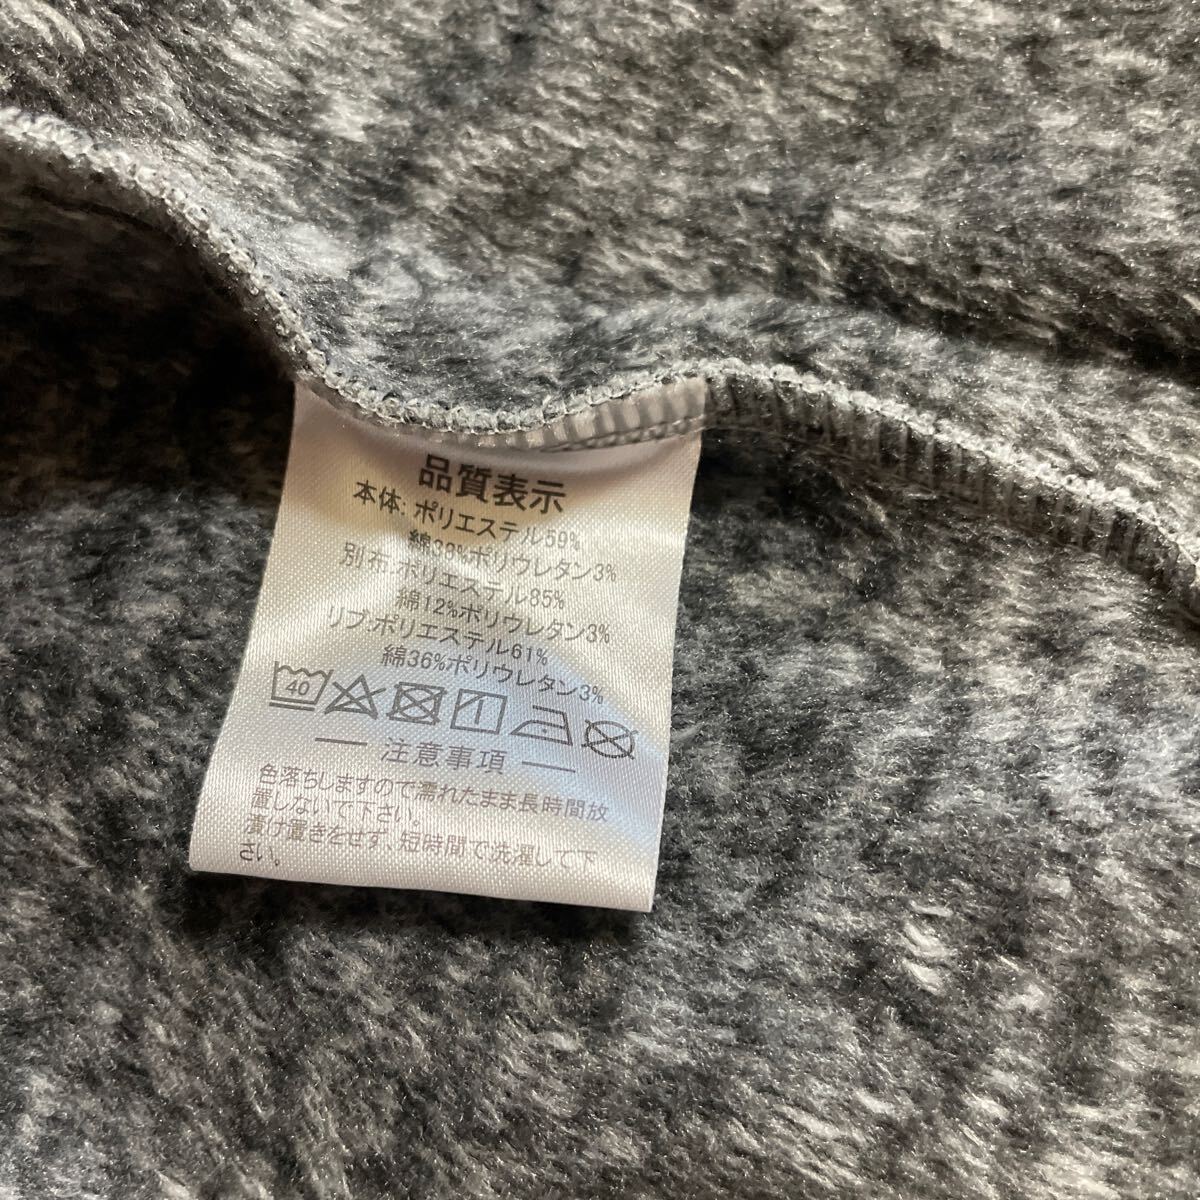 品質表示
本体: ポリエステル59%
綿38%ポリウレタン3%
別布:ポリエステル85%
綿12%ポリウレタン3%
リブ:ポリエステル61%
綿36%ポリウレタン3%
40
注意事項
色落ちしますので濡れたまま長時間放
置しないで下さい。
漬け置きをせず、短時間で洗濯して下
さい。